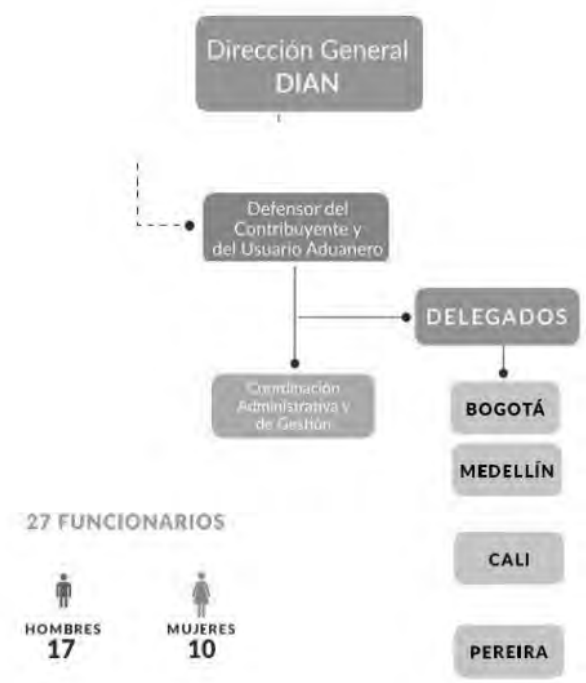 Dirección General
DIAN
Defensor del
Contribuyente y
del Usuario Aduanero
DELEGADOS
Coordinación
Administrativa y
de Gestión
BOGOTÁ
MEDELLÍN
CALI
PEREIRA
27 FUNCIONARIOS
HOMBRES
17
MUJERES
10